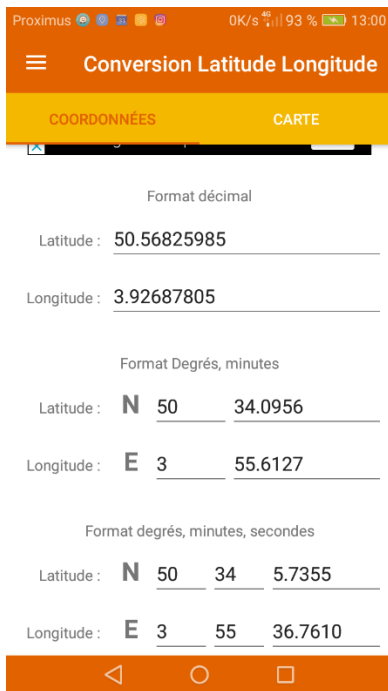 Proximus 0K/s 4G 93 % 13:00
Conversion Latitude Longitude
COORDONNÉES CARTE
Format décimal
Latitude : 50.56825985
Longitude : 3.92687805
Format Degrés, minutes
Latitude : N 50 34.0956
Longitude : E 3 55.6127
Format degrés, minutes, secondes
Latitude : N 50 34 5.7355
Longitude : E 3 55 36.7610